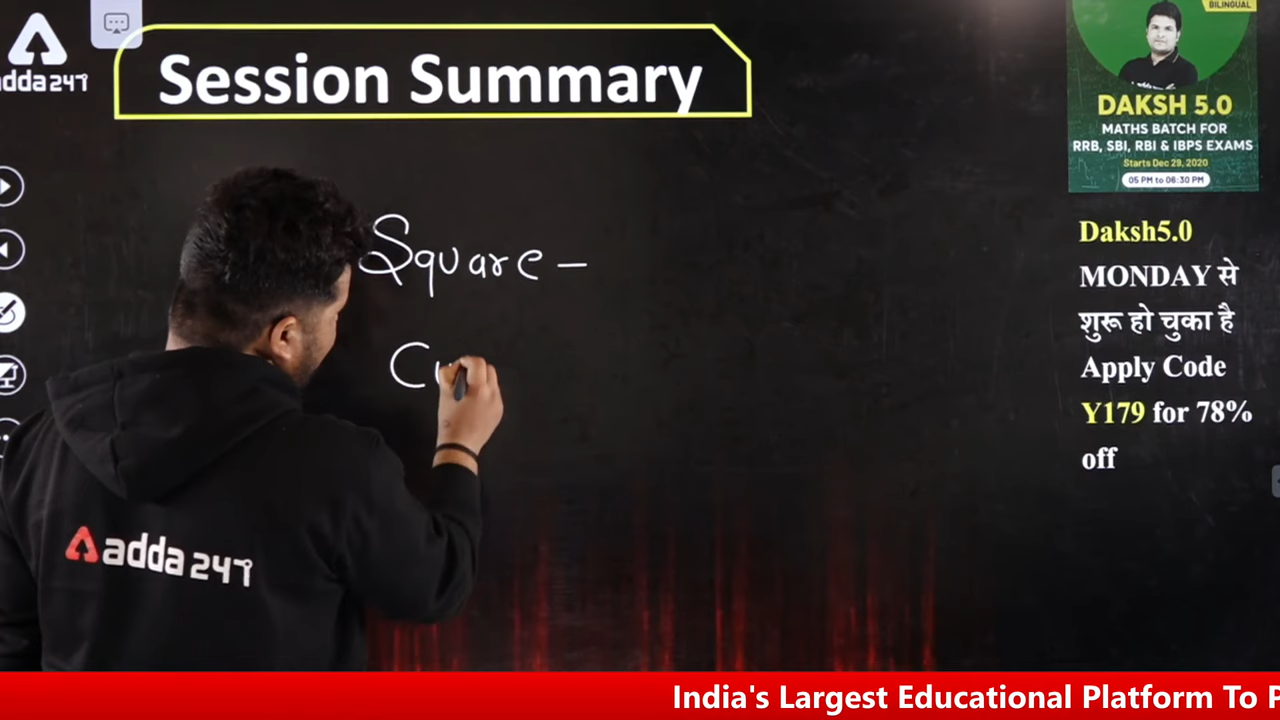 adda247
Session Summary
Square –
C
adda247
BILINGUAL
DAKSH 5.0
MATHS BATCH FOR
RRB, SBI, RBI & IBPS EXAMS
Starts Dec 29, 2020
05 PM to 06:30 PM
Daksh5.0
MONDAY से
शुरू हो चुका है
Apply Code
Y179 for 78%
off
India's Largest Educational Platform To